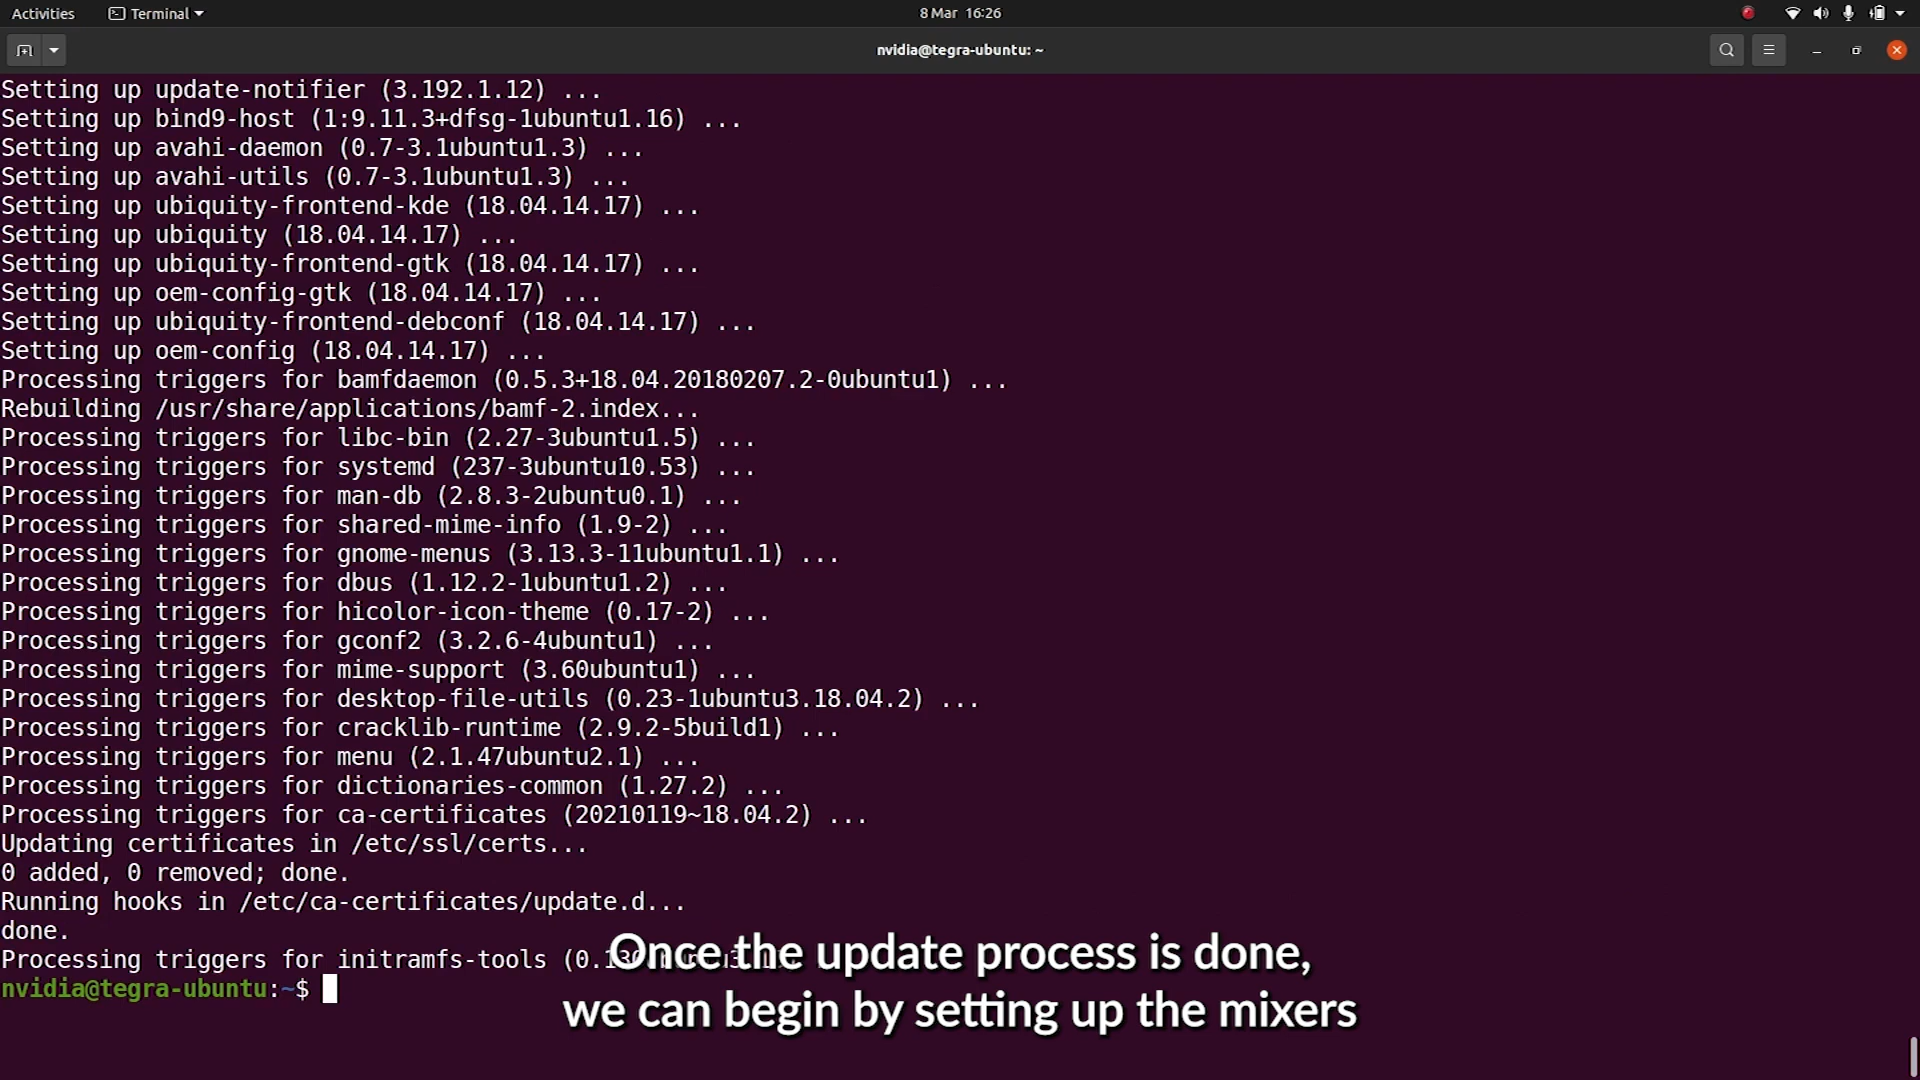 Activities Terminal 8 Mar 16:26
nvidia@tegra-ubuntu: ~
Setting up update-notifier (3.192.1.12) ...
Setting up bind9-host (1:9.11.3+dfsg-1ubuntu1.16) ...
Setting up avahi-daemon (0.7-3.1ubuntu1.3) ...
Setting up avahi-utils (0.7-3.1ubuntu1.3) ...
Setting up ubiquity-frontend-kde (18.04.14.17) ...
Setting up ubiquity (18.04.14.17) ...
Setting up ubiquity-frontend-gtk (18.04.14.17) ...
Setting up oem-config-gtk (18.04.14.17) ...
Setting up ubiquity-frontend-debconf (18.04.14.17) ...
Setting up oem-config (18.04.14.17) ...
Processing triggers for bamfdaemon (0.5.3+18.04.20180207.2-0ubuntu1) ...
Rebuilding /usr/share/applications/bamf-2.index...
Processing triggers for libc-bin (2.27-3ubuntu1.5) ...
Processing triggers for systemd (237-3ubuntu10.53) ...
Processing triggers for man-db (2.8.3-2ubuntu0.1) ...
Processing triggers for shared-mime-info (1.9-2) ...
Processing triggers for gnome-menus (3.13.3-11ubuntu1.1) ...
Processing triggers for dbus (1.12.2-1ubuntu1.2) ...
Processing triggers for hicolor-icon-theme (0.17-2) ...
Processing triggers for gconf2 (3.2.6-4ubuntu1) ...
Processing triggers for mime-support (3.60ubuntu1) ...
Processing triggers for desktop-file-utils (0.23-1ubuntu3.18.04.2) ...
Processing triggers for cracklib-runtime (2.9.2-5build1) ...
Processing triggers for menu (2.1.47ubuntu2.1) ...
Processing triggers for dictionaries-common (1.27.2) ...
Processing triggers for ca-certificates (20210119~18.04.2) ...
Updating certificates in /etc/ssl/certs...
0 added, 0 removed; done.
Running hooks in /etc/ca-certificates/update.d...
done.
Processing triggers for initramfs-tools
nvidia@tegra-ubuntu:~$
Once the update process is done,
we can begin by setting up the mixers